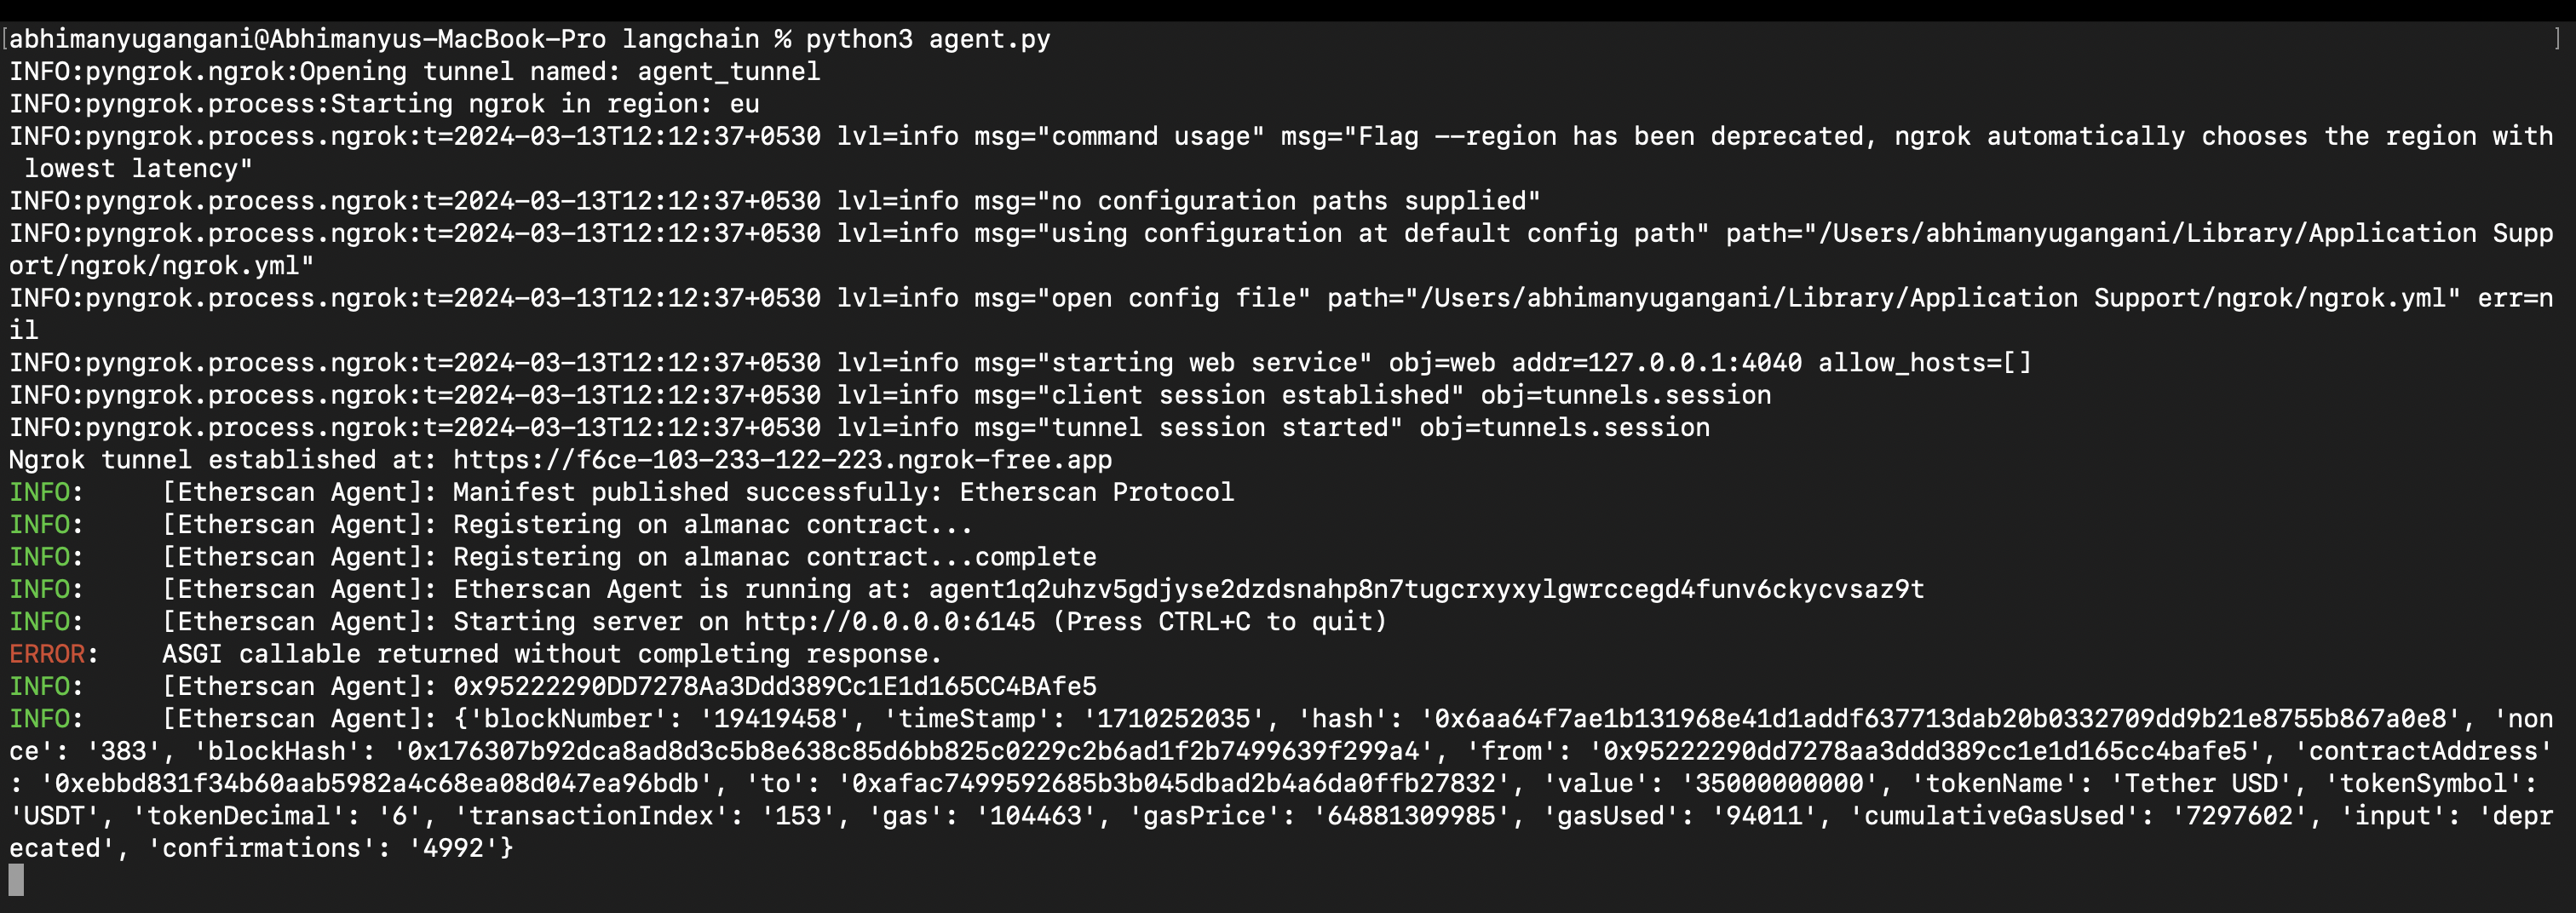 [abhimanyugangani@Abhimanyus-MacBook-Pro langchain % python3 agent.py ]
INFO:pyngrok.ngrok:Opening tunnel named: agent_tunnel
INFO:pyngrok.process:Starting ngrok in region: eu
INFO:pyngrok.process.ngrok:t=2024-03-13T12:12:37+0530 lvl=info msg="command usage" msg="Flag --region has been deprecated, ngrok automatically chooses the region with
 lowest latency"
INFO:pyngrok.process.ngrok:t=2024-03-13T12:12:37+0530 lvl=info msg="no configuration paths supplied"
INFO:pyngrok.process.ngrok:t=2024-03-13T12:12:37+0530 lvl=info msg="using configuration at default config path" path="/Users/abhimanyugangani/Library/Application Supp
ort/ngrok/ngrok.yml"
INFO:pyngrok.process.ngrok:t=2024-03-13T12:12:37+0530 lvl=info msg="open config file" path="/Users/abhimanyugangani/Library/Application Support/ngrok/ngrok.yml" err=n
il
INFO:pyngrok.process.ngrok:t=2024-03-13T12:12:37+0530 lvl=info msg="starting web service" obj=web addr=127.0.0.1:4040 allow_hosts=[]
INFO:pyngrok.process.ngrok:t=2024-03-13T12:12:37+0530 lvl=info msg="client session established" obj=tunnels.session
INFO:pyngrok.process.ngrok:t=2024-03-13T12:12:37+0530 lvl=info msg="tunnel session started" obj=tunnels.session
Ngrok tunnel established at: https://f6ce-103-233-122-223.ngrok-free.app
INFO:     [Etherscan Agent]: Manifest published successfully: Etherscan Protocol
INFO:     [Etherscan Agent]: Registering on almanac contract...
INFO:     [Etherscan Agent]: Registering on almanac contract...complete
INFO:     [Etherscan Agent]: Etherscan Agent is running at: agent1q2uhzv5gdjyse2dzdsnahp8n7tugcrxyxylgwrccegd4funv6ckycvsaz9t
INFO:     [Etherscan Agent]: Starting server on http://0.0.0.0:6145 (Press CTRL+C to quit)
ERROR:    ASGI callable returned without completing response.
INFO:     [Etherscan Agent]: 0x95222290DD7278Aa3Ddd389Cc1E1d165CC4BAfe5
INFO:     [Etherscan Agent]: {'blockNumber': '19419458', 'timeStamp': '1710252035', 'hash': '0x6aa64f7ae1b131968e41d1addf637713dab20b0332709dd9b21e8755b867a0e8', 'non
ce': '383', 'blockHash': '0x176307b92dca8ad8d3c5b8e638c85d6bb825c0229c2b6ad1f2b7499639f299a4', 'from': '0x95222290dd7278aa3ddd389cc1e1d165cc4bafe5', 'contractAddress'
: '0xebbd831f34b60aab5982a4c68ea08d047ea96bdb', 'to': '0xafac7499592685b3b045dbad2b4a6da0ffb27832', 'value': '35000000000', 'tokenName': 'Tether USD', 'tokenSymbol':
'USDT', 'tokenDecimal': '6', 'transactionIndex': '153', 'gas': '104463', 'gasPrice': '64881309985', 'gasUsed': '94011', 'cumulativeGasUsed': '7297602', 'input': 'depr
ecated', 'confirmations': '4992'}